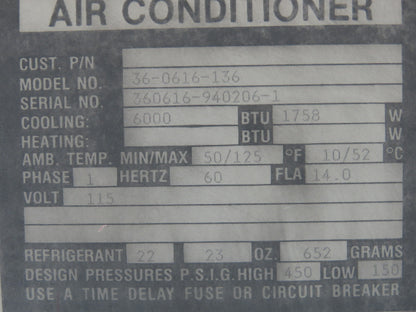 AIR CONDITIONER
CUST. P/N
MODEL NO. 36-0616-136
SERIAL NO. 360616-940206-1
COOLING: 6000 BTU 1758 W
HEATING: BTU W
AMB. TEMP. MIN/MAX 50/125 °F 10/52 °C
PHASE 1 HERTZ 60 FLA 14.0
VOLT 115
REFRIGERANT 22 23 OZ. 652 GRAMS
DESIGN PRESSURES P.S.I.G. HIGH 450 LOW 150
USE A TIME DELAY FUSE OR CIRCUIT BREAKER